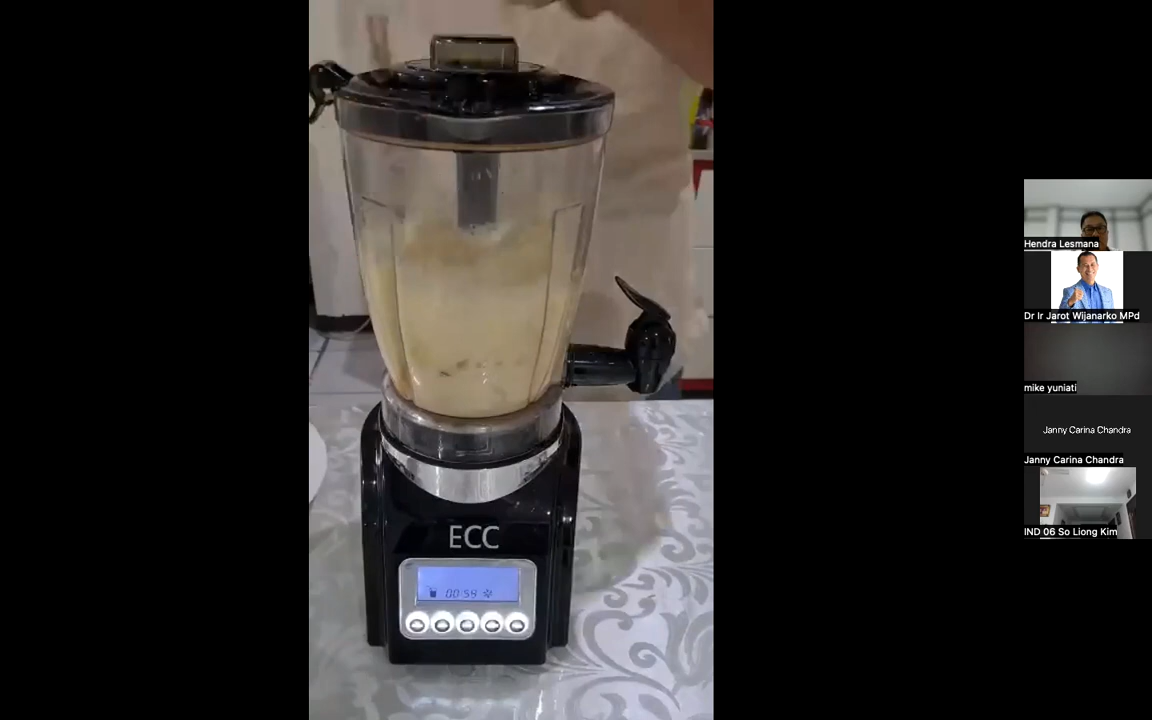 ECC
00:59
Hendra Lesmana
Dr Ir Jarot Wijanarko MPd
mike yuniati
Janny Carina Chandra
Janny Carina Chandra
IND 06 So Liong Kim